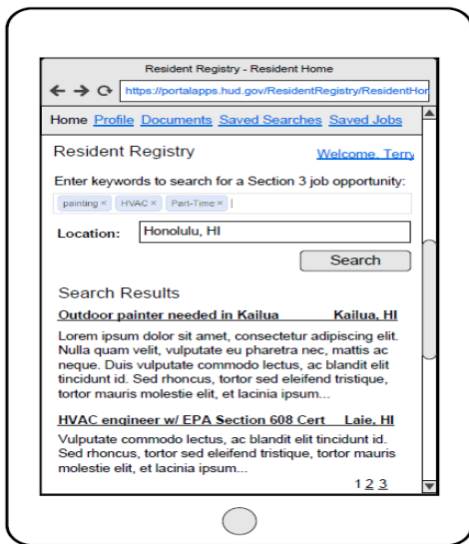 Resident Registry - Resident Home
https://portalapps.hud.gov/ResidentRegistry/ResidentHor
Home Profile Documents Saved Searches Saved Jobs
Resident Registry Welcome, Terry
Enter keywords to search for a Section 3 job opportunity:
painting × HVAC × Part-Time ×
Location: Honolulu, HI
Search
Search Results
Outdoor painter needed in Kailua Kailua, HI
Lorem ipsum dolor sit amet, consectetur adipiscing elit.
Nulla quam velit, vulputate eu pharetra nec, mattis ac
neque. Duis vulputate commodo lectus, ac blandit elit
tincidunt id. Sed rhoncus, tortor sed eleifend tristique,
tortor mauris molestie elit, et lacinia ipsum...
HVAC engineer w/ EPA Section 608 Cert Laie, HI
Vulputate commodo lectus, ac blandit elit tincidunt id.
Sed rhoncus, tortor sed eleifend tristique, tortor mauris
molestie elit, et lacinia ipsum...
1 2 3